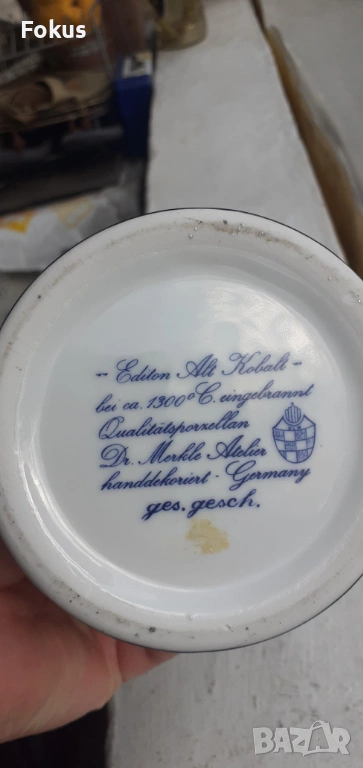 Fokus
-- Editon Alt Kobalt --
bei ca. 1300°C. eingebrannt
Qualitätsporzellan
Dr. Merkle Atelier
handdekoriert - Germany
ges. gesch.
BAZAR